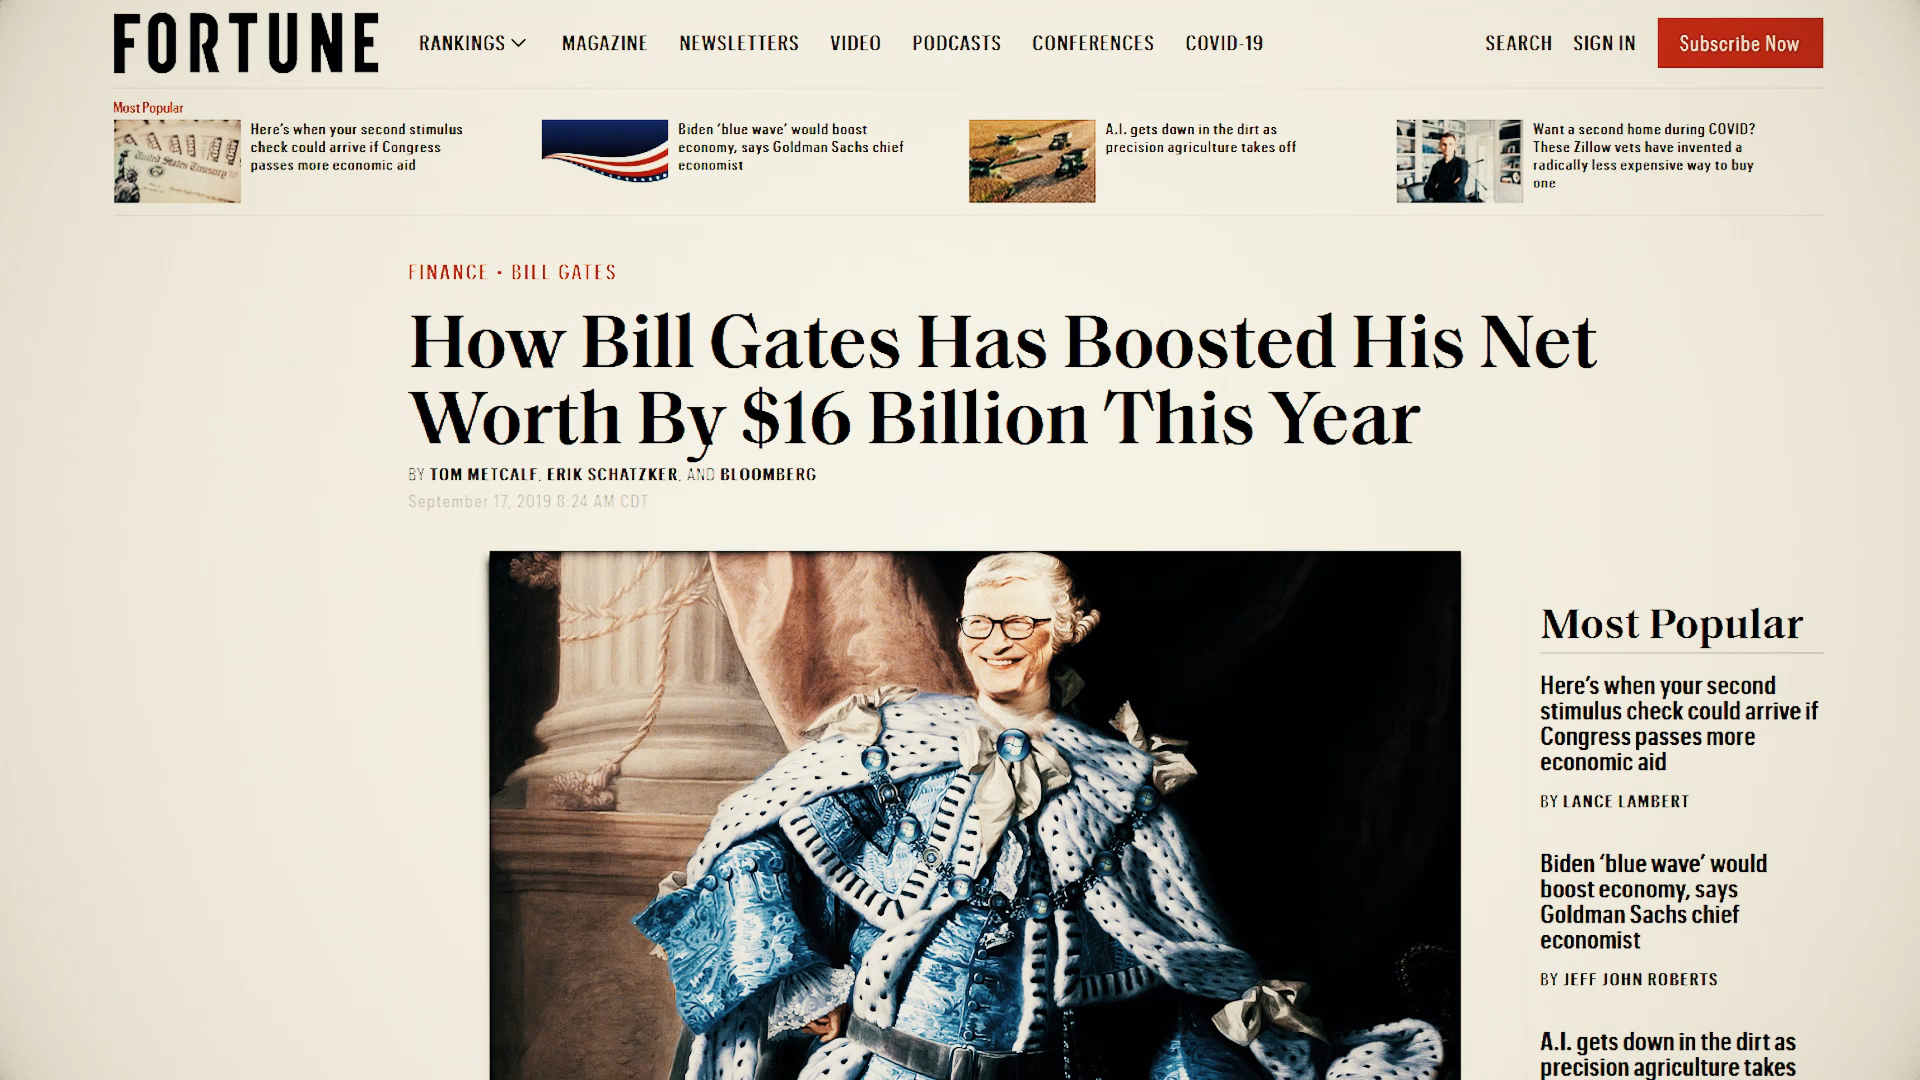 FORTUNE
RANKINGS
MAGAZINE
NEWSLETTERS
VIDEO
PODCASTS
CONFERENCES
COVID-19
SEARCH
SIGN IN
Subscribe Now
Most Popular
United States Treasury
Here's when your second stimulus
check could arrive if Congress
passes more economic aid
Biden ‘blue wave’ would boost
economy, says Goldman Sachs chief
economist
A.I. gets down in the dirt as
precision agriculture takes off
Want a second home during COVID?
These Zillow vets have invented a
radically less expensive way to buy
one
FINANCE • BILL GATES
How Bill Gates Has Boosted His Net
Worth By $16 Billion This Year
BY TOM METCALF, ERIK SCHATZKER, AND BLOOMBERG
September 17, 2019 8:24 AM CDT
Most Popular
Here's when your second
stimulus check could arrive if
Congress passes more
economic aid
BY LANCE LAMBERT
Biden ‘blue wave’ would
boost economy, says
Goldman Sachs chief
economist
BY JEFF JOHN ROBERTS
A.I. gets down in the dirt as
precision agriculture takes